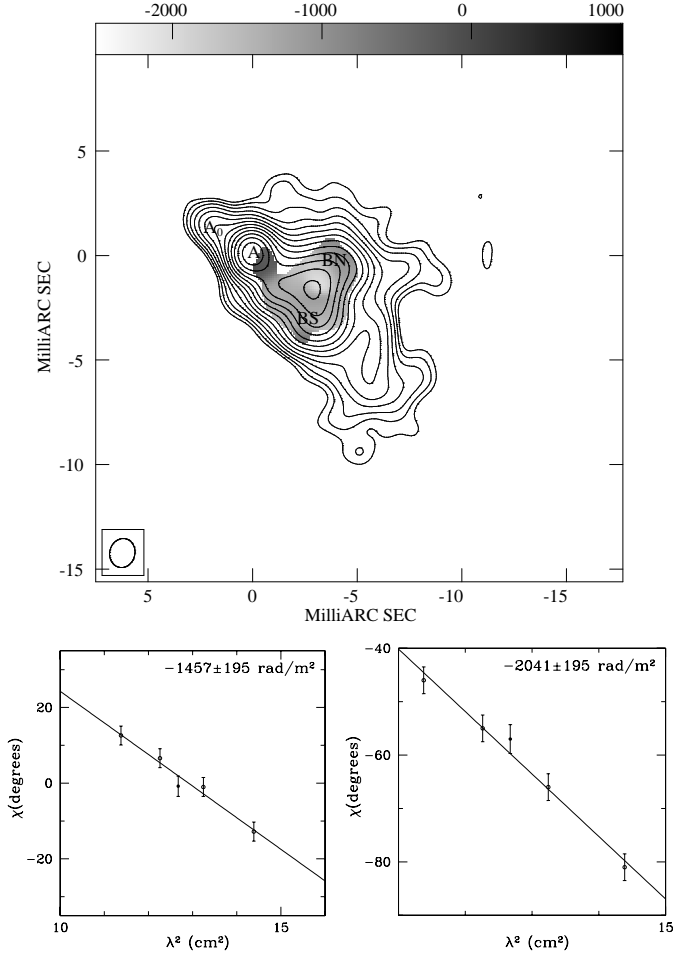 -2000 -1000 0 1000
5
0
-5
-10
-15
MilliARC SEC
A0
A
BN
BS
5 0 -5 -10 -15
MilliARC SEC
−1457±195 rad/m²
20
0
−20
χ(degrees)
10 15
λ² (cm²)
−2041±195 rad/m²
−40
−60
−80
χ(degrees)
15
λ² (cm²)